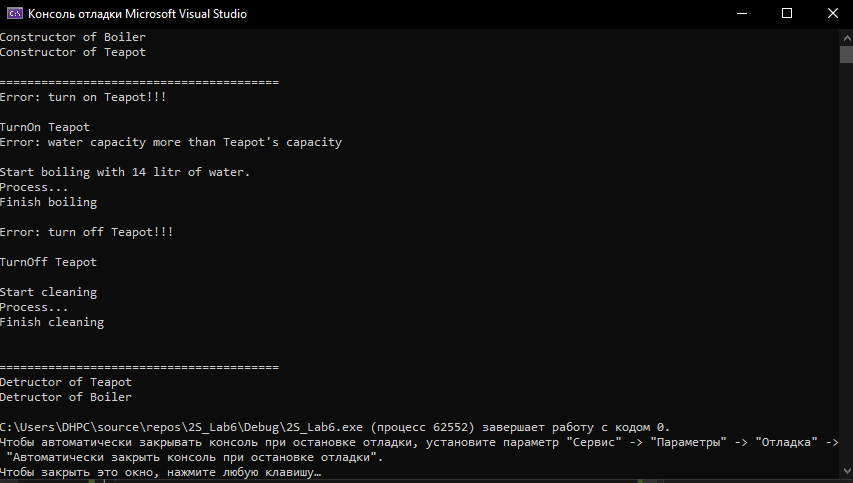 Консоль отладки Microsoft Visual Studio
Constructor of Boiler
Constructor of Teapot
========================================
Error: turn on Teapot!!!
TurnOn Teapot
Error: water capacity more than Teapot's capacity
Start boiling with 14 litr of water.
Process...
Finish boiling
Error: turn off Teapot!!!
TurnOff Teapot
Start cleaning
Process...
Finish cleaning
========================================
Detructor of Teapot
Detructor of Boiler
C:\Users\DHPC\source\repos\2S_Lab6\Debug\2S_Lab6.exe (процесс 62552) завершает работу с кодом 0.
Чтобы автоматически закрывать консоль при остановке отладки, установите параметр "Сервис" -> "Параметры" -> "Отладка" ->
"Автоматически закрыть консоль при остановке отладки".
Чтобы закрыть это окно, нажмите любую клавишу…